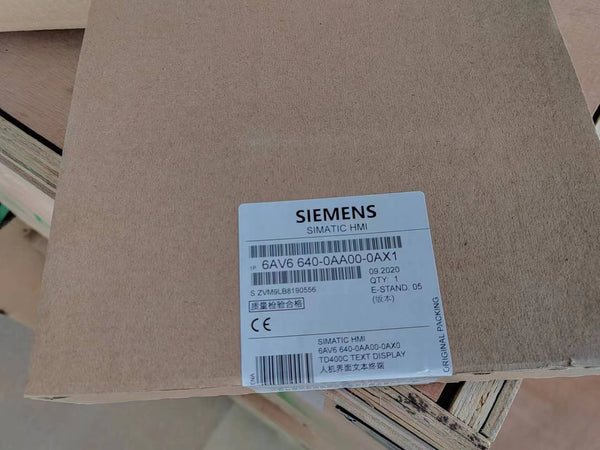 SIEMENS
SIMATIC HMI
1P 6AV6 640-0AA00-0AX1
S ZVM9LB8190556
09.2020
QTY. 1
E-STAND. 05
(版本)
质量检验合格
CE
SIMATIC HMI
6AV6 640-0AA00-0AX0
TD400C TEXT DISPLAY
人机界面文本终端
ORIGINAL PACKING